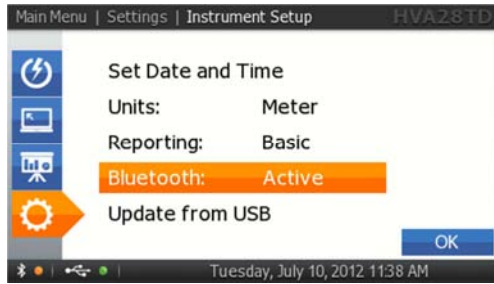 Main Menu | Settings | Instrument Setup HVA28TD
Set Date and Time
Units: Meter
Reporting: Basic
Bluetooth: Active
Update from USB
OK
Tuesday, July 10, 2012 11:38 AM